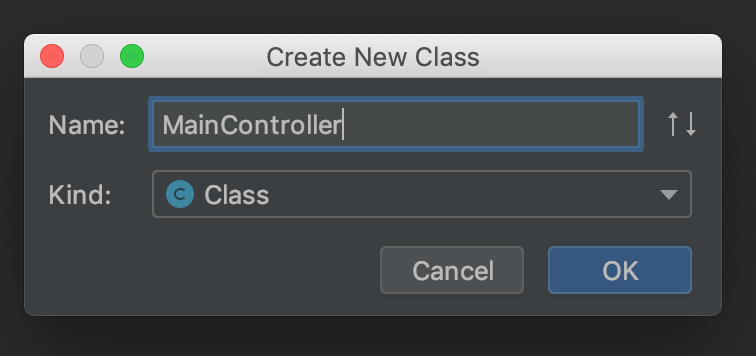 Create New Class
Name: MainController
Kind: C Class
Cancel OK